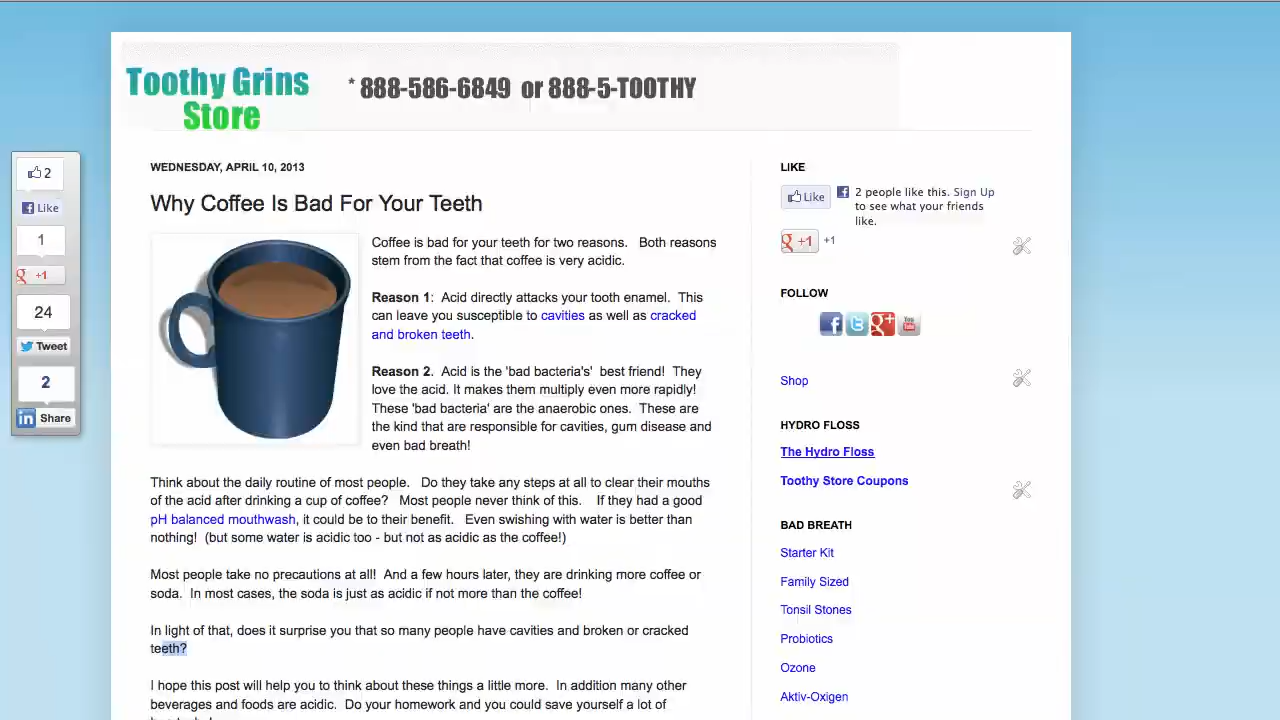 Toothy Grins
Store
* 888-586-6849 or 888-5-TOOTHY
2
Like
1
+1
24
Tweet
2
Share
WEDNESDAY, APRIL 10, 2013
Why Coffee Is Bad For Your Teeth
Coffee is bad for your teeth for two reasons. Both reasons
stem from the fact that coffee is very acidic.
Reason 1: Acid directly attacks your tooth enamel. This
can leave you susceptible to cavities as well as cracked
and broken teeth.
Reason 2. Acid is the 'bad bacteria's' best friend! They
love the acid. It makes them multiply even more rapidly!
These 'bad bacteria' are the anaerobic ones. These are
the kind that are responsible for cavities, gum disease and
even bad breath!
Think about the daily routine of most people. Do they take any steps at all to clear their mouths
of the acid after drinking a cup of coffee? Most people never think of this. If they had a good
pH balanced mouthwash, it could be to their benefit. Even swishing with water is better than
nothing! (but some water is acidic too - but not as acidic as the coffee!)
Most people take no precautions at all! And a few hours later, they are drinking more coffee or
soda. In most cases, the soda is just as acidic if not more than the coffee!
In light of that, does it surprise you that so many people have cavities and broken or cracked
teeth?
I hope this post will help you to think about these things a little more. In addition many other
beverages and foods are acidic. Do your homework and you could save yourself a lot of
LIKE
Like
2 people like this. Sign Up
to see what your friends
like.
+1 +1
FOLLOW
Shop
HYDRO FLOSS
The Hydro Floss
Toothy Store Coupons
BAD BREATH
Starter Kit
Family Sized
Tonsil Stones
Probiotics
Ozone
Aktiv-Oxigen